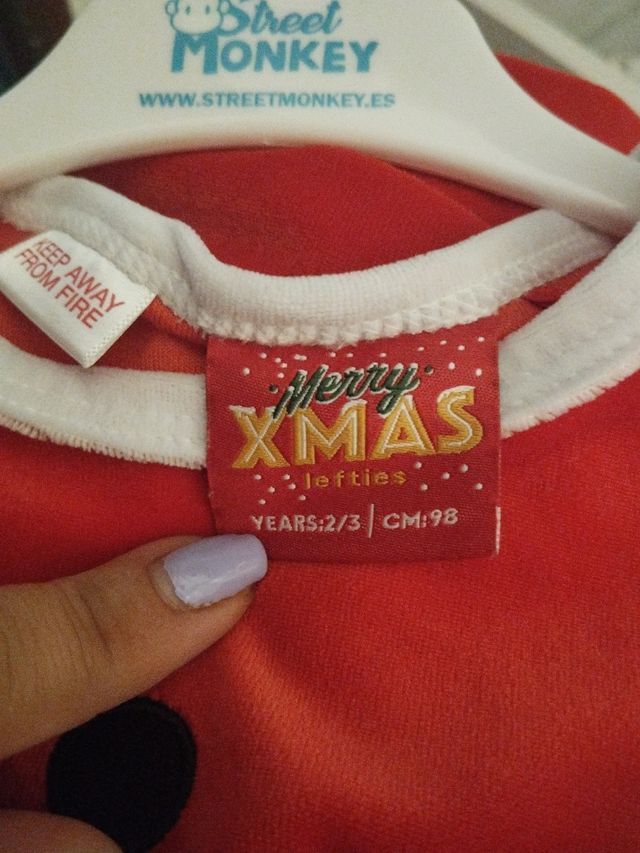 Street
MONKEY
WWW.STREETMONKEY.ES
KEEP AWAY
FROM FIRE
Merry
XMAS
lefties
YEARS:2/3 | CM:98